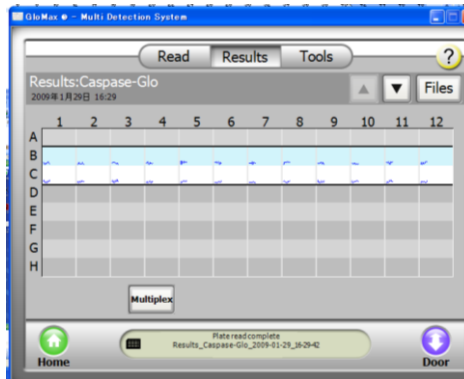 GloMax ® - Multi Detection System
Read Results Tools ?
Results:Caspase-Glo
2009年1月29日 16:29
Files
1 2 3 4 5 6 7 8 9 10 11 12
A
B
C
D
E
F
G
H
Multiplex
Plate read complete
Results_Caspase-Glo_2009-01-29_16-29-42
Home Door